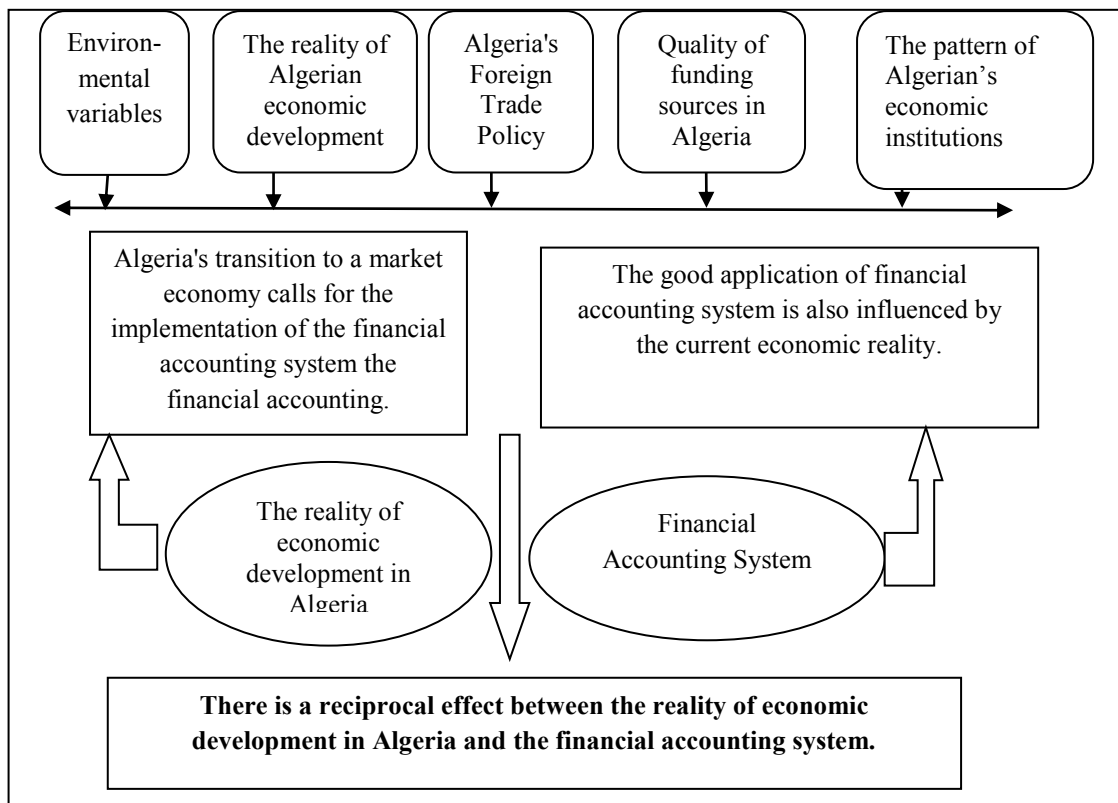 Environ-
mental
variables
The reality of
Algerian
economic
development
Algeria's
Foreign
Trade
Policy
Quality of
funding
sources in
Algeria
The pattern of
Algerian’s
economic
institutions
Algeria's transition to a market
economy calls for the
implementation of the financial
accounting system the
financial accounting.
The good application of financial
accounting system is also influenced by
the current economic reality.
The reality of
economic
development in
Algeria
Financial
Accounting System
There is a reciprocal effect between the reality of economic
development in Algeria and the financial accounting system.